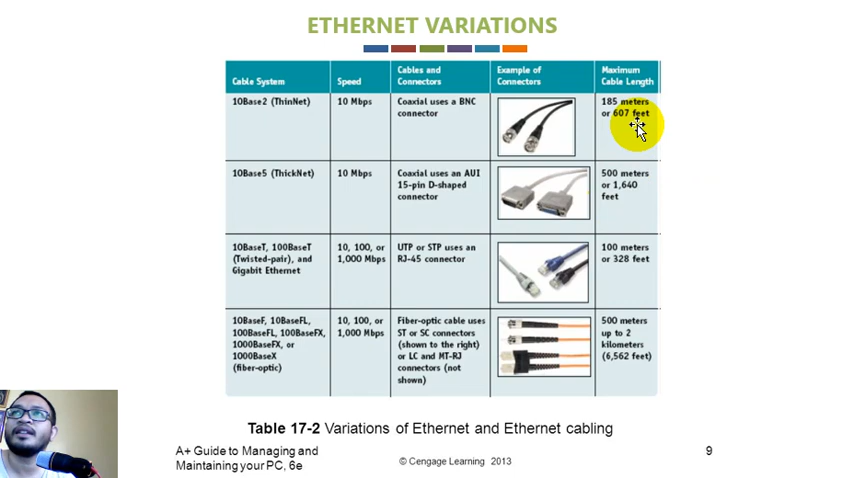 ETHERNET VARIATIONS
Cable System
Speed
Cables and
Connectors
Example of
Connectors
Maximum
Cable Length
10Base2 (ThinNet)
10 Mbps
Coaxial uses a BNC
connector
185 meters
or 607 feet
10Base5 (ThickNet)
10 Mbps
Coaxial uses an AUI
15-pin D-shaped
connector
500 meters
or 1,640
feet
10BaseT, 100BaseT
(Twisted-pair), and
Gigabit Ethernet
10, 100, or
1,000 Mbps
UTP or STP uses an
RJ-45 connector
100 meters
or 328 feet
10BaseF, 10BaseFL,
100BaseFL, 100BaseFX,
1000BaseFX, or
1000BaseX
(fiber-optic)
10, 100, or
1,000 Mbps
Fiber-optic cable uses
ST or SC connectors
(shown to the right)
or LC and MT-RJ
connectors (not
shown)
500 meters
up to 2
kilometers
(6,562 feet)
Table 17-2 Variations of Ethernet and Ethernet cabling
A+ Guide to Managing and
Maintaining your PC, 6e
© Cengage Learning 2013
9